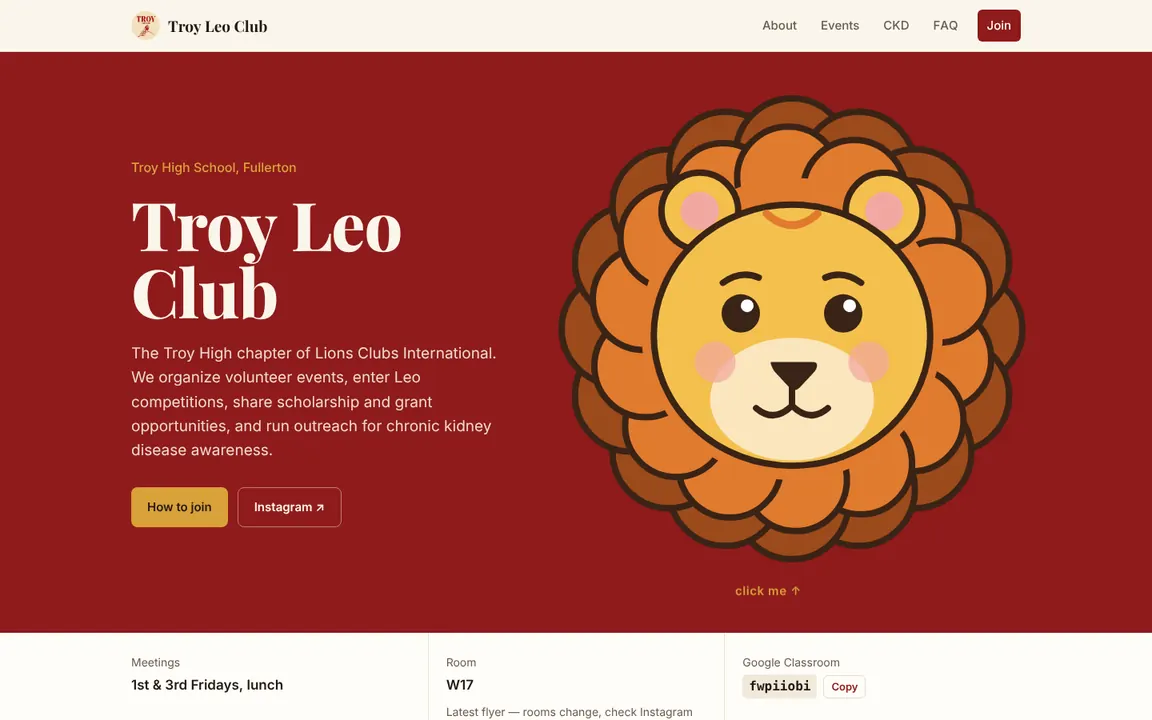 TROY
Troy Leo Club
About
Events
CKD
FAQ
Join
Troy High School, Fullerton
Troy Leo
Club
The Troy High chapter of Lions Clubs International.
We organize volunteer events, enter Leo
competitions, share scholarship and grant
opportunities, and run outreach for chronic kidney
disease awareness.
How to join
Instagram ↗
click me ↑
Meetings
1st & 3rd Fridays, lunch
Room
W17
Latest flyer — rooms change, check Instagram
Google Classroom
fwpiiobi
Copy